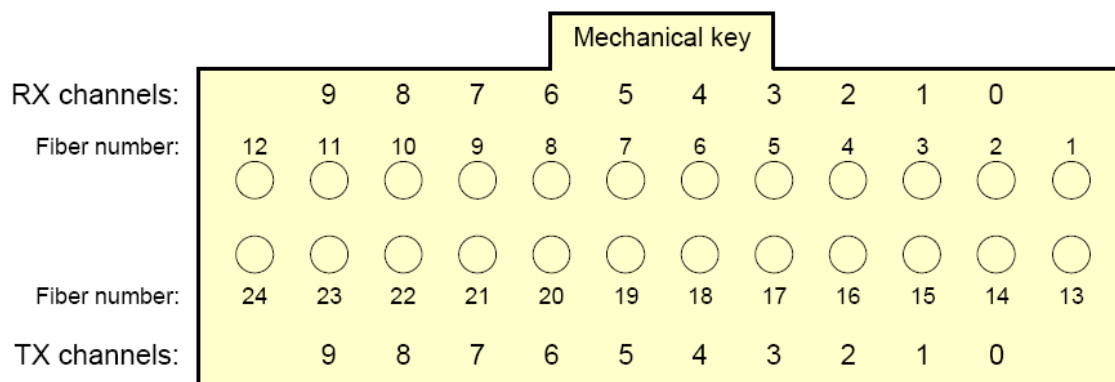 Mechanical key
RX channels: 9 8 7 6 5 4 3 2 1 0
Fiber number: 12 11 10 9 8 7 6 5 4 3 2 1
Fiber number: 24 23 22 21 20 19 18 17 16 15 14 13
TX channels: 9 8 7 6 5 4 3 2 1 0